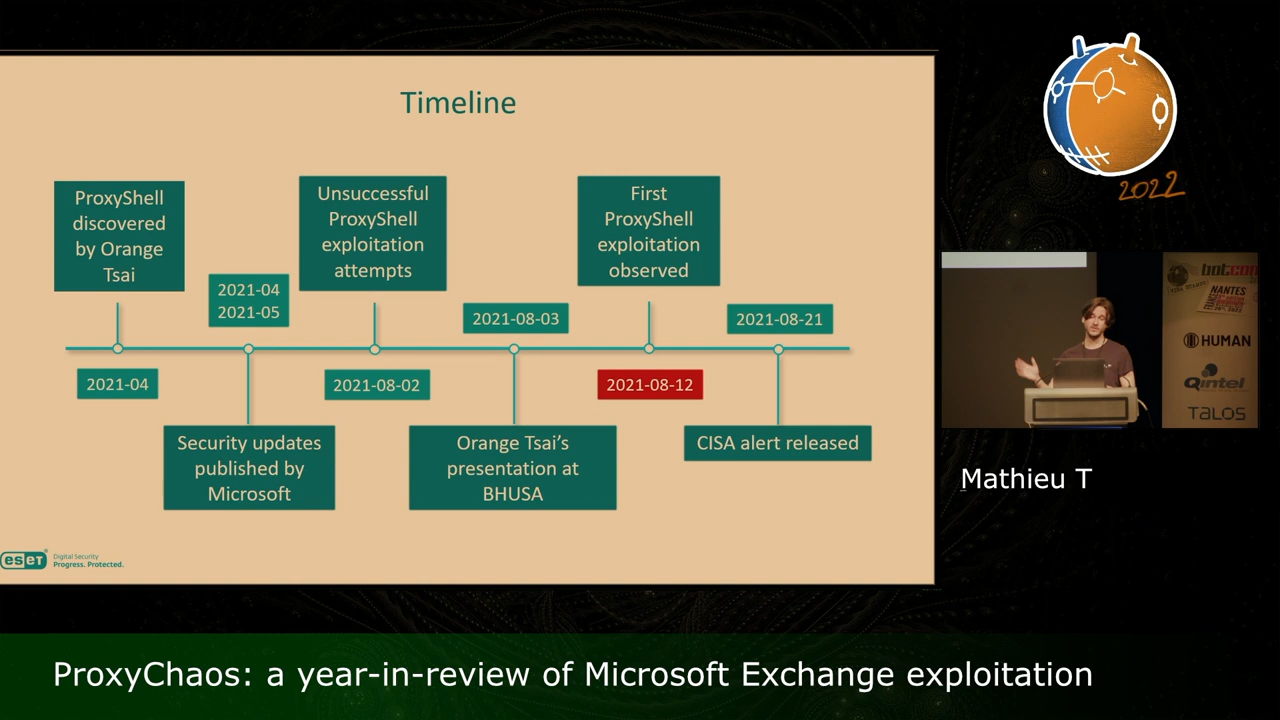 Timeline
ProxyShell
discovered
by Orange
Tsai
2021-04
2021-04
2021-05
Security updates
published by
Microsoft
Unsuccessful
ProxyShell
exploitation
attempts
2021-08-02
2021-08-03
Orange Tsai's
presentation at
BHUSA
First
ProxyShell
exploitation
observed
2021-08-12
2021-08-21
CISA alert released
eseT
Digital Security
Progress. Protected.
2022
botconf
NANTES
HUMAN
Qintel
TALOS
Mathieu T
ProxyChaos: a year-in-review of Microsoft Exchange exploitation